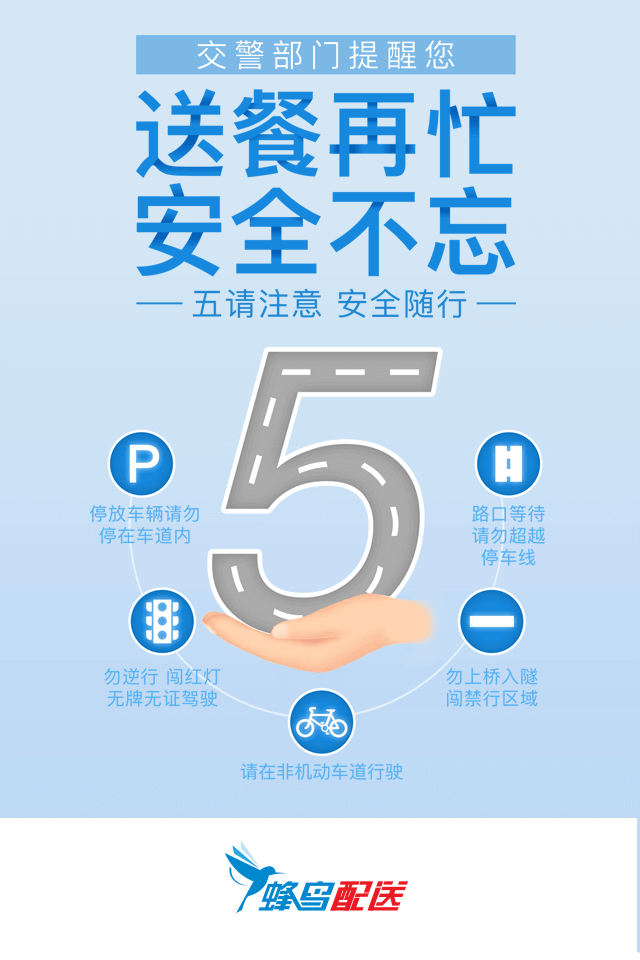 交警部门提醒您
送餐再忙
安全不忘
五请注意 安全随行
5
P
停放车辆请勿
停在车道内
路口等待
请勿超越
停车线
勿逆行 闯红灯
无牌无证驾驶
勿上桥入隧
闯禁行区域
请在非机动车道行驶
蜂鸟配送